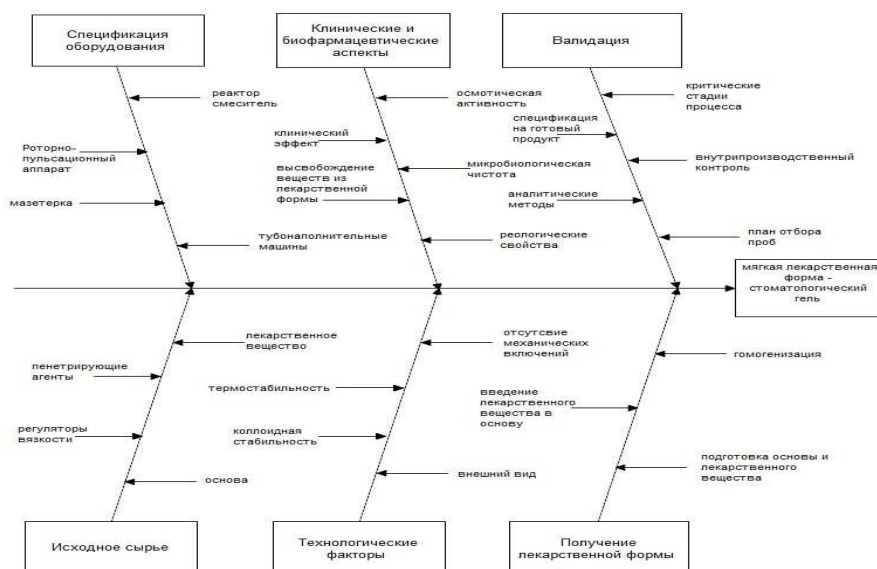 Спецификация
оборудования
Клинические и
биофармацевтические
аспекты
Валидация
реактор
смеситель
Роторно-
пульсационный
аппарат
мазетерка
тубонаполнительные
машины
осмотическая
активность
клинический
эффект
микробиологическая
чистота
высвобождение
веществ из
лекарственной
формы
реологические
свойства
критические
стадии
процесса
спецификация
на готовый
продукт
внутрипроизводственный
контроль
аналитические
методы
план отбора
проб
мягкая лекарственная
форма -
стоматологический
гель
лекарственное
вещество
пенетрирующие
агенты
регуляторы
вязкости
основа
отсутсвие
механических
включений
термостабильность
коллоидная
стабильность
внешний вид
гомогенизация
введение
лекарственного
вещества в
основу
подготовка основы и
лекарственного
вещества
Исходное сырье
Технологические
факторы
Получение
лекарственной формы